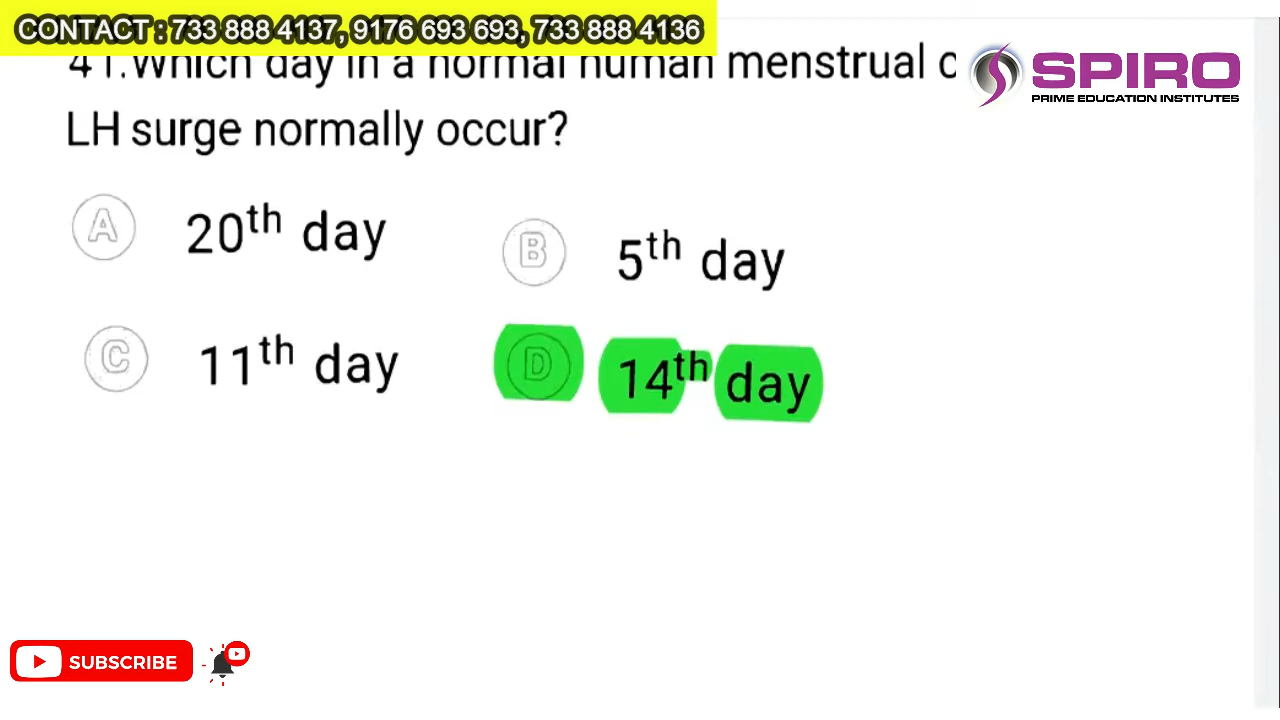 CONTACT : 733 888 4137, 9176 693 693, 733 888 4136
41.Which day in a normal human menstrual
SPIRO
PRIME EDUCATION INSTITUTES
LH surge normally occur?
A 20th day
B 5th day
C 11th day
D 14th day
SUBSCRIBE